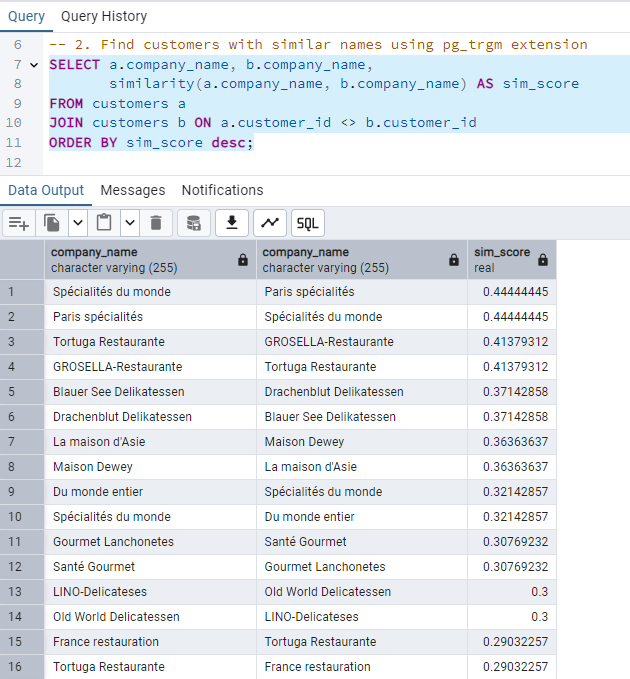 Query Query History
6 -- 2. Find customers with similar names using pg_trgm extension
7 SELECT a.company_name, b.company_name,
8 similarity(a.company_name, b.company_name) AS sim_score
9 FROM customers a
10 JOIN customers b ON a.customer_id <> b.customer_id
11 ORDER BY sim_score desc;
12
Data Output Messages Notifications
SQL
company_name company_name sim_score
character varying (255) character varying (255) real
1 Spécialités du monde Paris spécialités 0.44444445
2 Paris spécialités Spécialités du monde 0.44444445
3 Tortuga Restaurante GROSELLA-Restaurante 0.41379312
4 GROSELLA-Restaurante Tortuga Restaurante 0.41379312
5 Blauer See Delikatessen Drachenblut Delikatessen 0.37142858
6 Drachenblut Delikatessen Blauer See Delikatessen 0.37142858
7 La maison d'Asie Maison Dewey 0.36363637
8 Maison Dewey La maison d'Asie 0.36363637
9 Du monde entier Spécialités du monde 0.32142857
10 Spécialités du monde Du monde entier 0.32142857
11 Gourmet Lanchonetes Santé Gourmet 0.30769232
12 Santé Gourmet Gourmet Lanchonetes 0.30769232
13 LINO-Delicateses Old World Delicatessen 0.3
14 Old World Delicatessen LINO-Delicateses 0.3
15 France restauration Tortuga Restaurante 0.29032257
16 Tortuga Restaurante France restauration 0.29032257